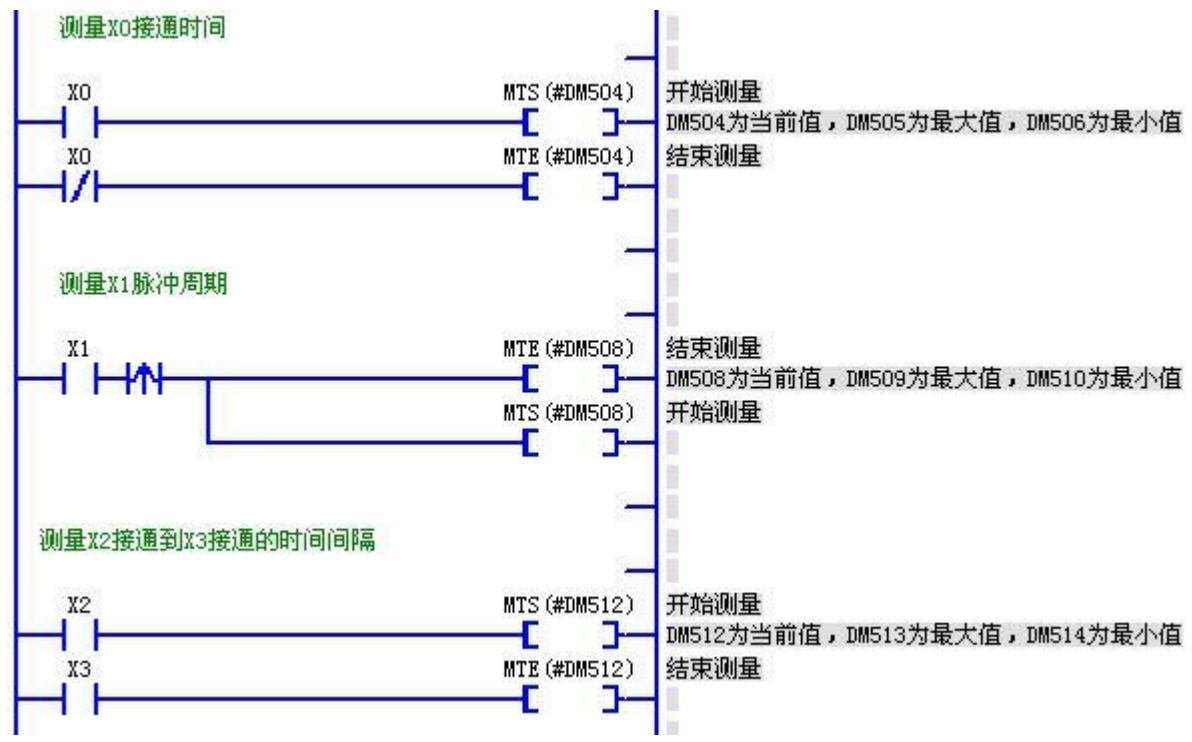 测量X0接通时间
X0 MTS(#DM504) 开始测量
DM504为当前值，DM505为最大值，DM506为最小值
X0 MTE(#DM504) 结束测量
测量X1脉冲周期
X1 MTE(#DM508) 结束测量
DM508为当前值，DM509为最大值，DM510为最小值
MTS(#DM508) 开始测量
测量X2接通到X3接通的时间间隔
X2 MTS(#DM512) 开始测量
DM512为当前值，DM513为最大值，DM514为最小值
X3 MTE(#DM512) 结束测量